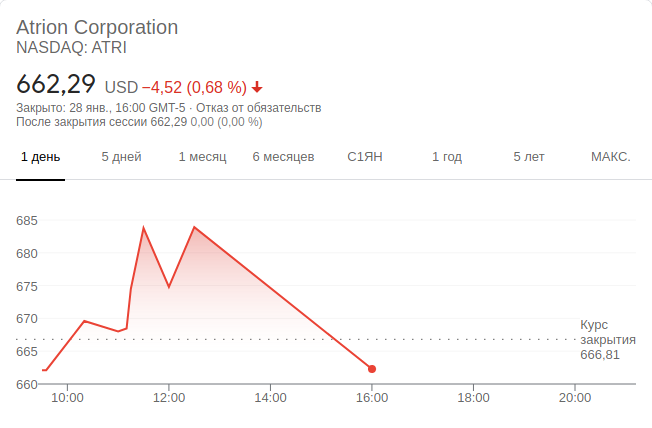 Atrion Corporation
NASDAQ: ATRI
662,29 USD −4,52 (0,68 %)
Закрыто: 28 янв., 16:00 GMT-5 · Отказ от обязательств
После закрытия сессии 662,29 0,00 (0,00 %)
1 день 5 дней 1 месяц 6 месяцев С1ЯН 1 год 5 лет МАКС.
685
680
675
670
665
660
Курс
закрытия
666,81
10:00 12:00 14:00 16:00 18:00 20:00